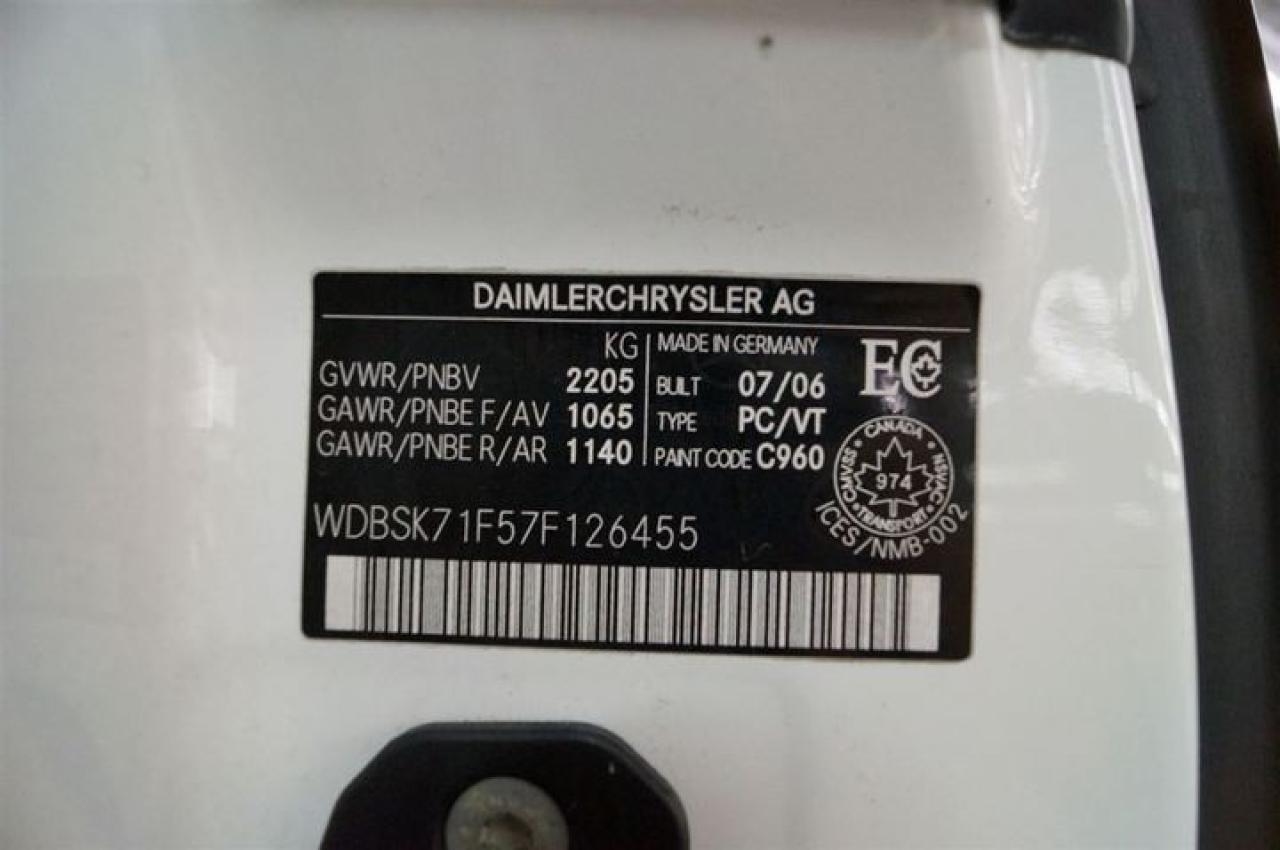 DAIMLERCHRYSLER AG
KG
GVWR/PNBV 2205
GAWR/PNBE F/AV 1065
GAWR/PNBE R/AR 1140
MADE IN GERMANY
BUILT 07/06
TYPE PC/VT
PAINT CODE C960
EC
CANADA
CMVSS
NSVAC
974
TRANSPORT
ICES/NMB-002
WDBSK71F57F126455